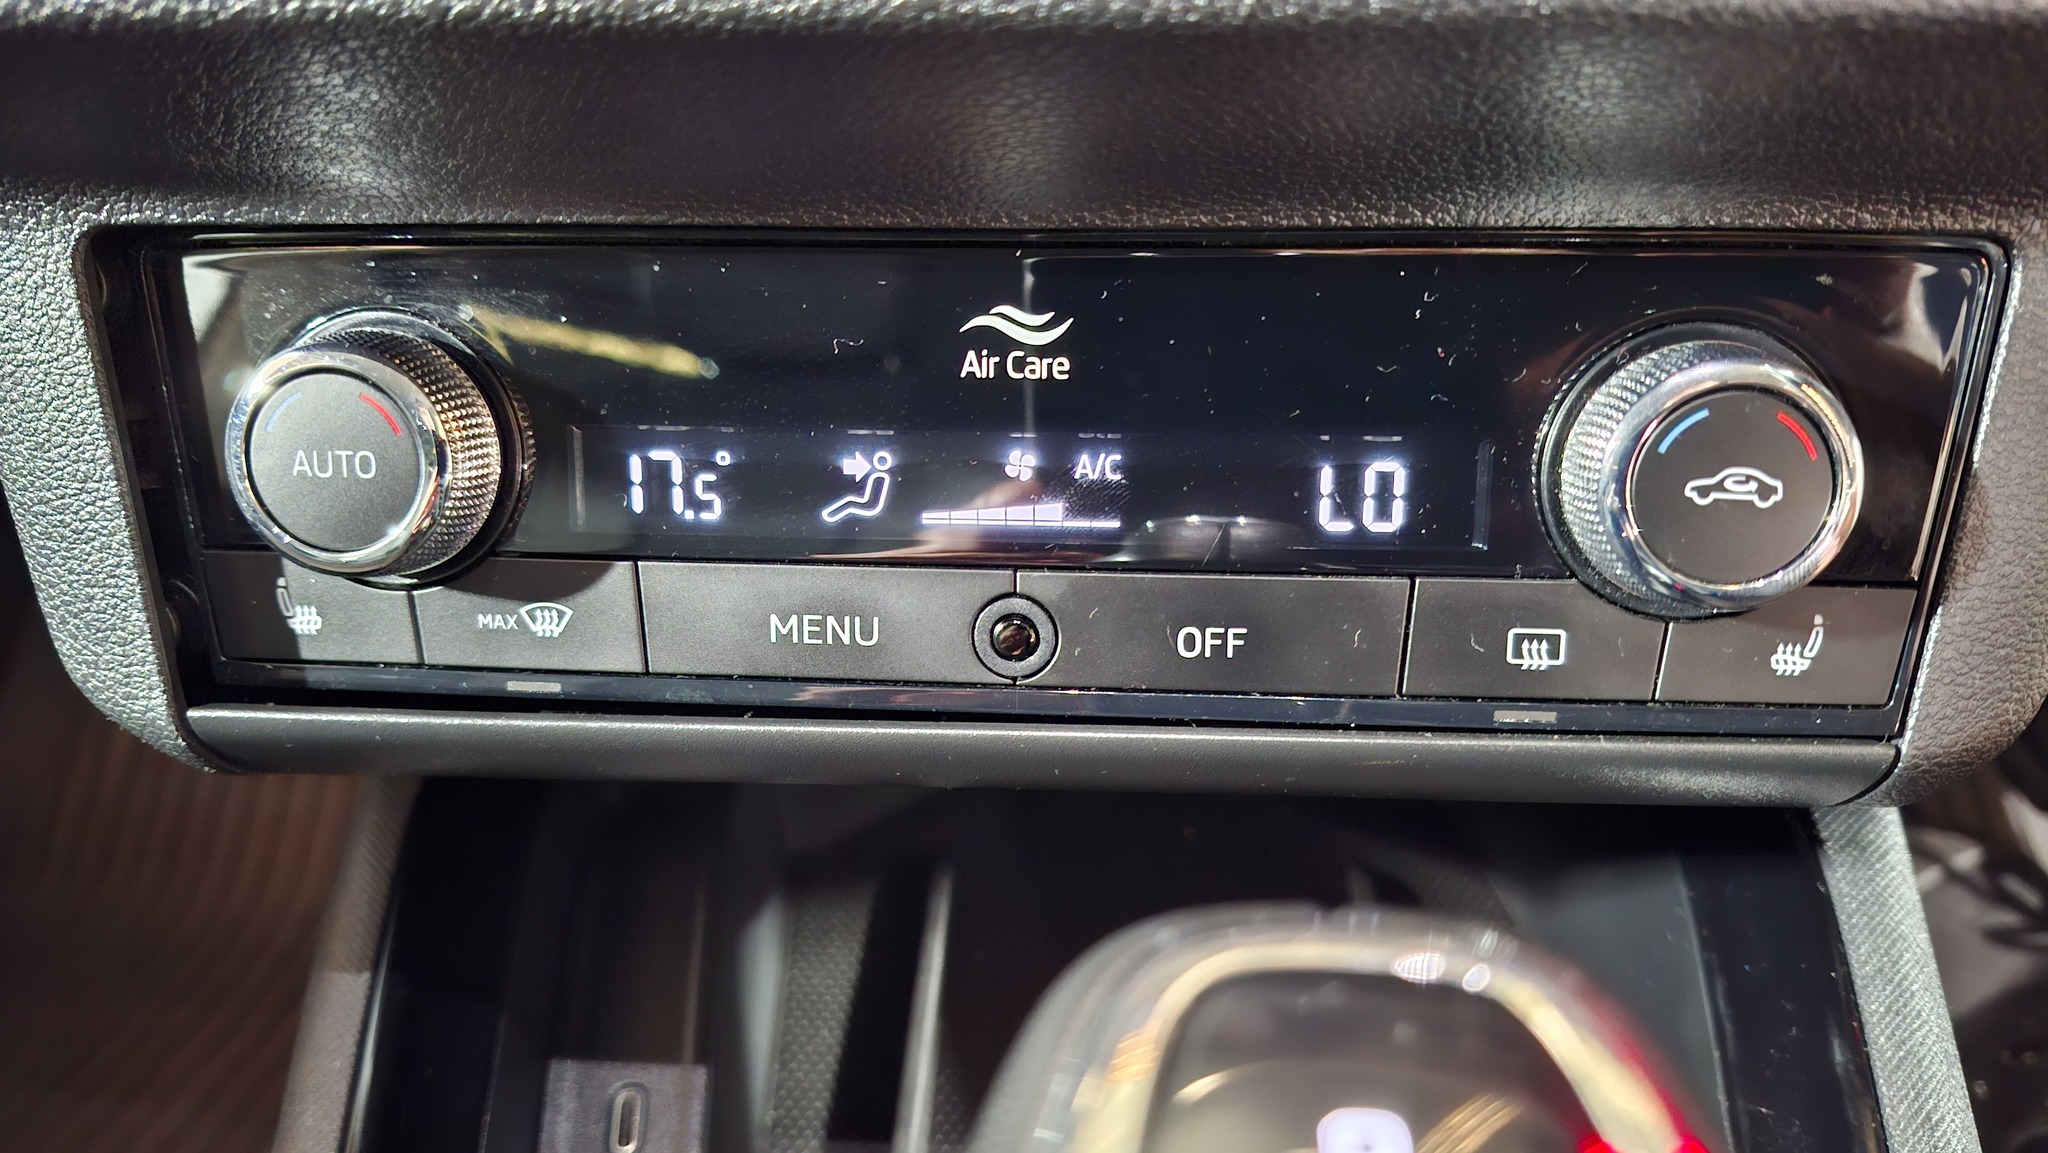 Air Care
AUTO
17.5°
A/C
LO
MAX
MENU
OFF